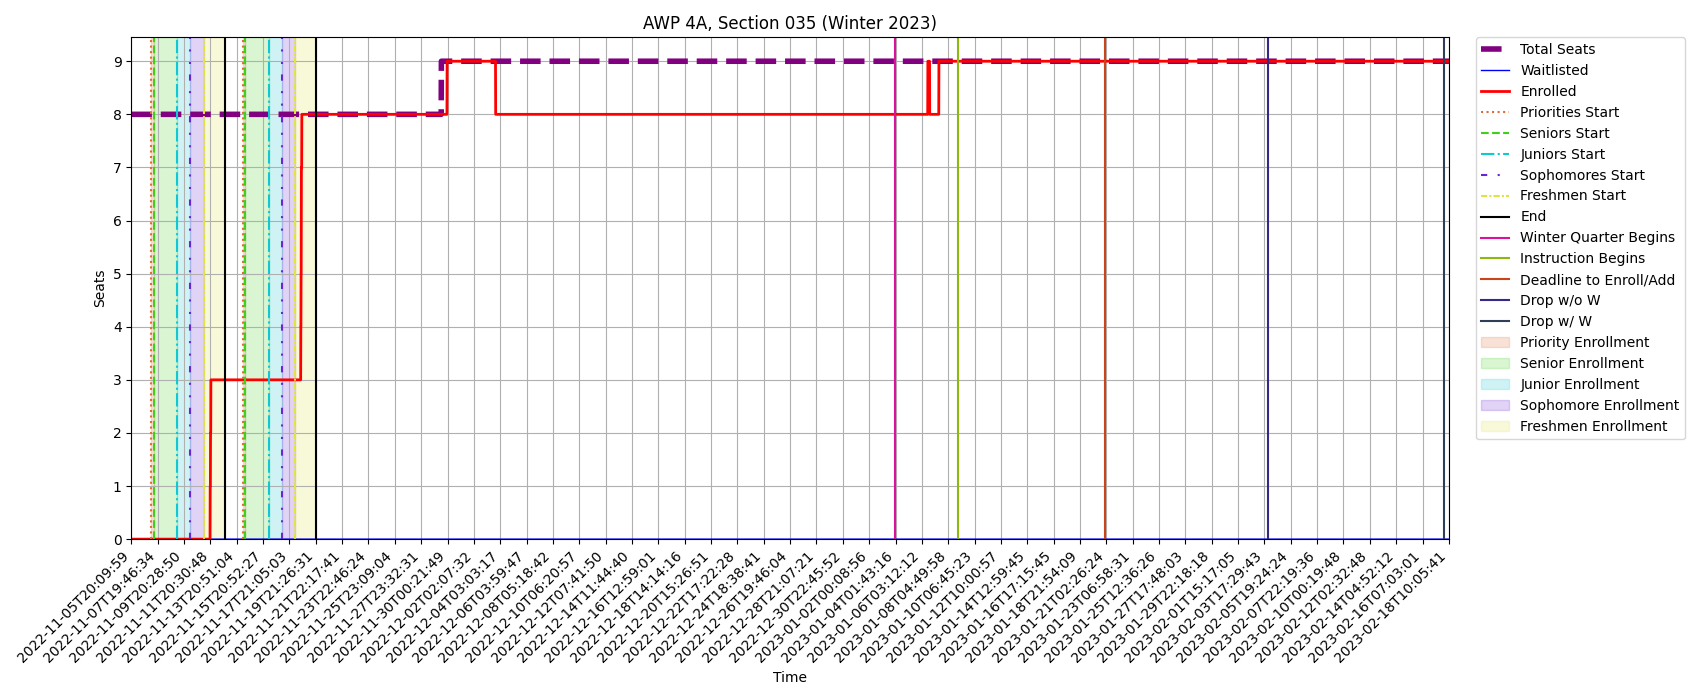 AWP 4A, Section 035 (Winter 2023)
Seats
9
8
7
6
5
4
3
2
1
0
2022-11-05T20:09:59
2022-11-07T19:46:34
2022-11-09T20:28:50
2022-11-11T20:30:48
2022-11-13T20:51:04
2022-11-15T20:52:27
2022-11-17T21:05:03
2022-11-19T21:26:31
2022-11-21T22:17:41
2022-11-23T22:46:24
2022-11-25T23:09:04
2022-11-27T23:32:31
2022-11-30T00:21:49
2022-12-02T02:07:32
2022-12-04T03:03:17
2022-12-06T03:59:47
2022-12-08T05:18:42
2022-12-10T06:20:57
2022-12-12T07:41:50
2022-12-14T11:44:40
2022-12-16T12:59:01
2022-12-18T14:14:16
2022-12-20T15:26:51
2022-12-22T17:22:28
2022-12-24T18:38:41
2022-12-26T19:46:04
2022-12-28T21:07:21
2022-12-30T22:45:52
2023-01-02T00:08:56
2023-01-04T01:43:16
2023-01-06T03:12:12
2023-01-08T04:49:58
2023-01-10T06:45:23
2023-01-12T10:00:57
2023-01-14T12:59:45
2023-01-16T17:15:45
2023-01-18T21:54:09
2023-01-21T02:26:24
2023-01-23T06:58:31
2023-01-25T12:36:26
2023-01-27T17:48:03
2023-01-29T22:18:18
2023-02-01T15:17:05
2023-02-03T17:29:43
2023-02-05T19:24:24
2023-02-07T22:19:36
2023-02-10T00:19:48
2023-02-12T02:32:48
2023-02-14T04:52:12
2023-02-16T07:03:01
2023-02-18T10:05:41
Time
Total Seats
Waitlisted
Enrolled
Priorities Start
Seniors Start
Juniors Start
Sophomores Start
Freshmen Start
End
Winter Quarter Begins
Instruction Begins
Deadline to Enroll/Add
Drop w/o W
Drop w/ W
Priority Enrollment
Senior Enrollment
Junior Enrollment
Sophomore Enrollment
Freshmen Enrollment